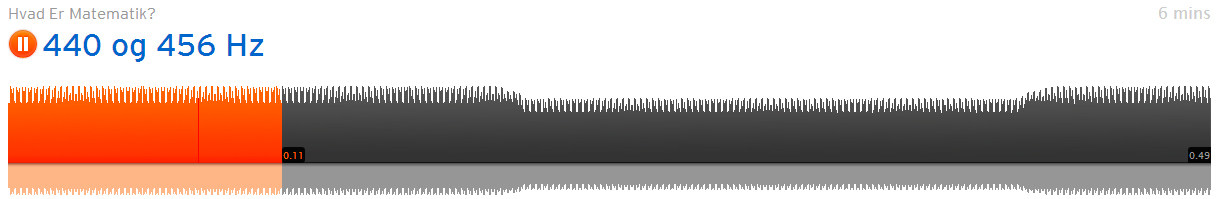 Hvad Er Matematik?
6 mins
440 og 456 Hz
0.11
0.49